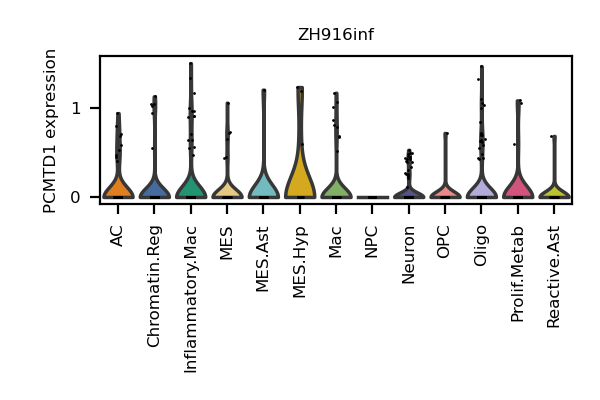 ZH916inf
PCMTD1 expression
1
0
AC
Chromatin.Reg
Inflammatory.Mac
MES
MES.Ast
MES.Hyp
Mac
NPC
Neuron
OPC
Oligo
Prolif.Metab
Reactive.Ast